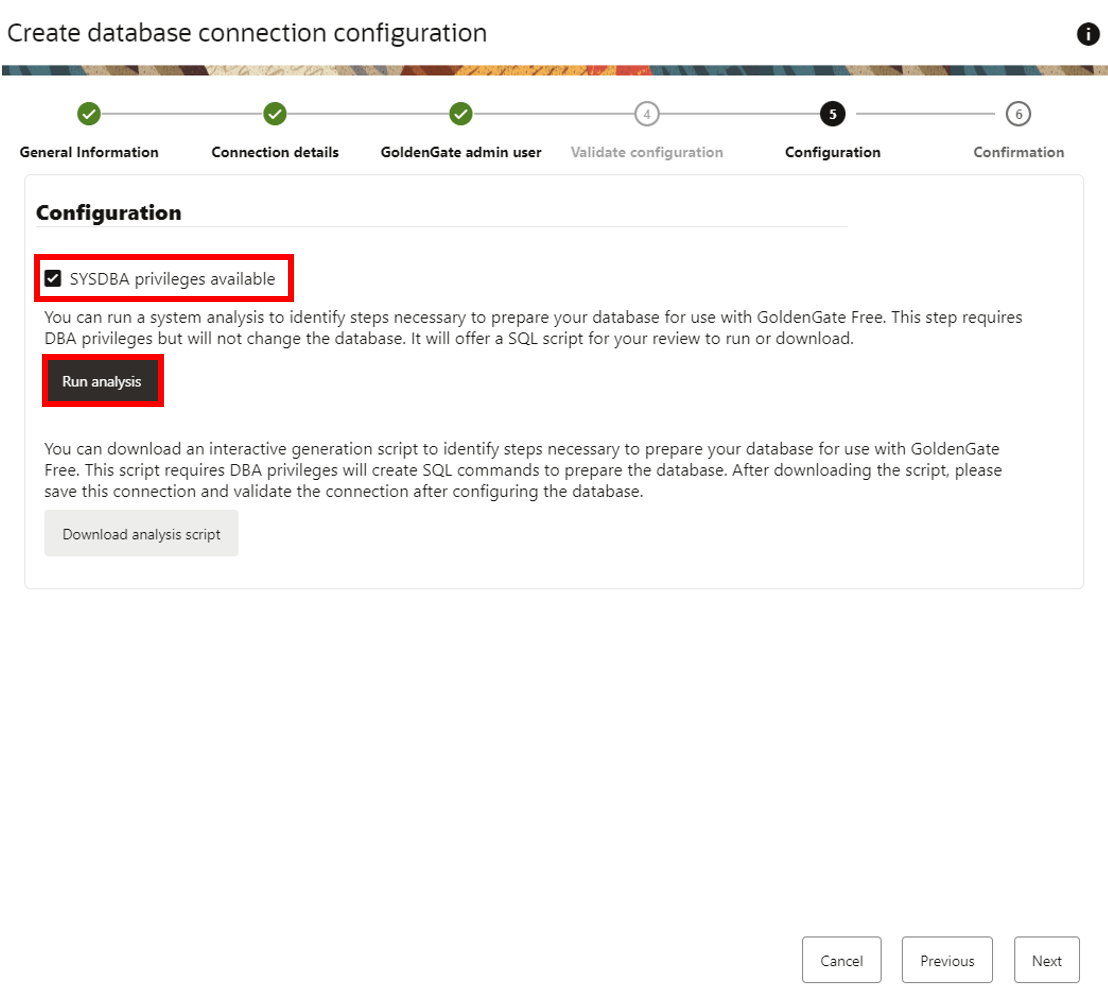 Create database connection configuration
i
4
5
6
General Information
Connection details
GoldenGate admin user
Validate configuration
Configuration
Confirmation
Configuration
SYSDBA privileges available
You can run a system analysis to identify steps necessary to prepare your database for use with GoldenGate Free. This step requires
DBA privileges but will not change the database. It will offer a SQL script for your review to run or download.
Run analysis
You can download an interactive generation script to identify steps necessary to prepare your database for use with GoldenGate
Free. This script requires DBA privileges will create SQL commands to prepare the database. After downloading the script, please
save this connection and validate the connection after configuring the database.
Download analysis script
Cancel
Previous
Next